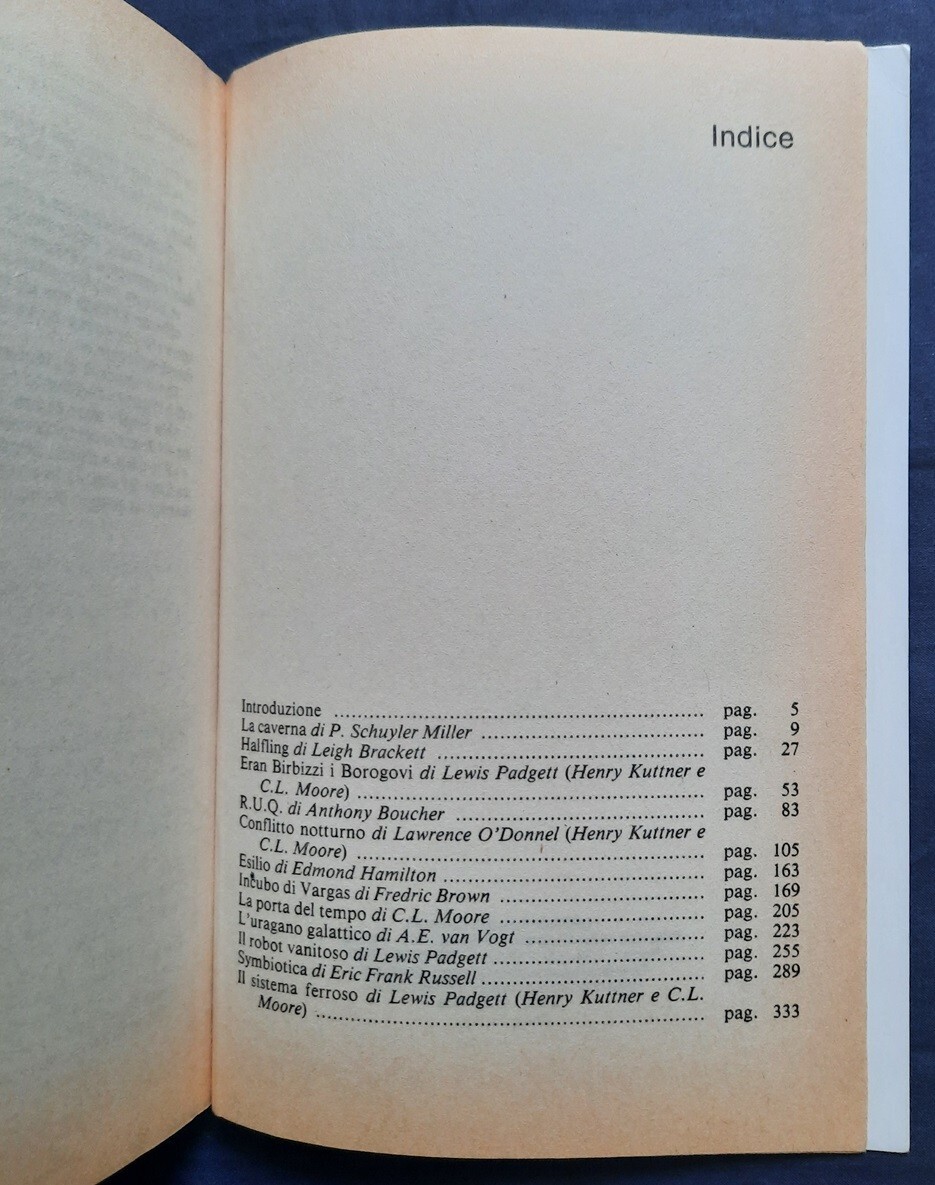 Indice
Introduzione ........ pag. 5
La caverna di P. Schuyler Miller ........ pag. 9
Halfling di Leigh Brackett ........ pag. 27
Eran Birbizzi i Borogovi di Lewis Padgett (Henry Kuttner e
C.L. Moore) ........ pag. 53
R.U.Q. di Anthony Boucher ........ pag. 83
Conflitto notturno di Lawrence O'Donnel (Henry Kuttner e
C.L. Moore) ........ pag. 105
Esilio di Edmond Hamilton ........ pag. 163
Incubo di Vargas di Fredric Brown ........ pag. 169
La porta del tempo di C.L. Moore ........ pag. 205
L'uragano galattico di A.E. van Vogt ........ pag. 223
Il robot vanitoso di Lewis Padgett ........ pag. 255
Symbiotica di Eric Frank Russell ........ pag. 289
Il sistema ferroso di Lewis Padgett (Henry Kuttner e C.L.
Moore) ........ pag. 333